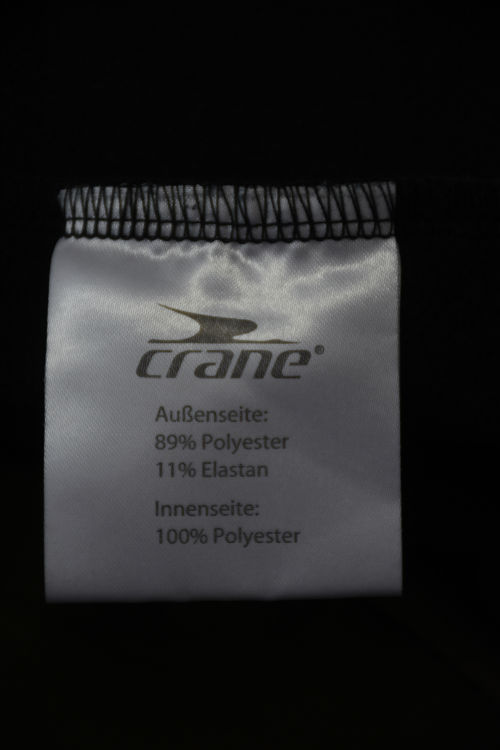 crane®
Außenseite:
89% Polyester
11% Elastan
Innenseite:
100% Polyester